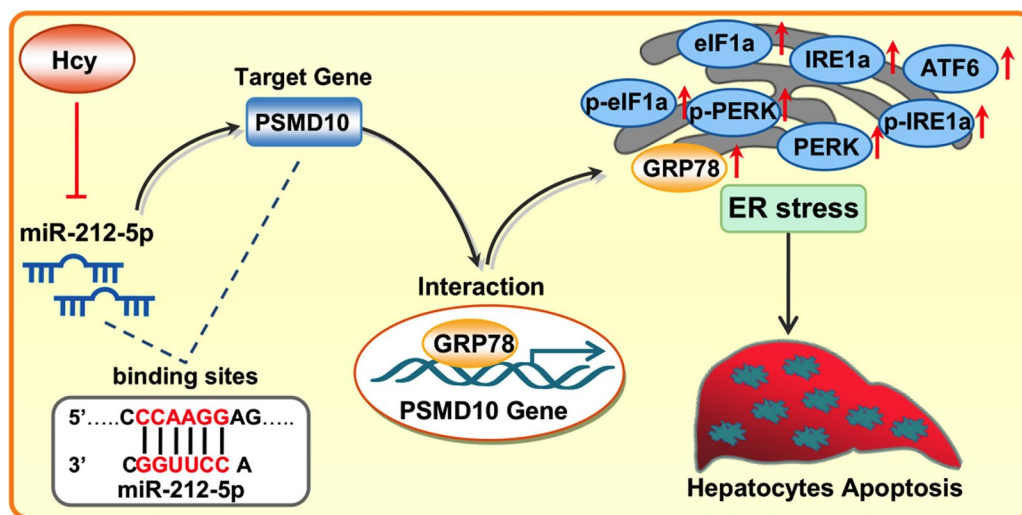 Hcy
miR-212-5p
Target Gene
PSMD10
binding sites
5’.....CCCAAGGAG.....
3’ CGGUUCC A
miR-212-5p
Interaction
GRP78
PSMD10 Gene
eIF1a
IRE1a
ATF6
p-eIF1a
p-PERK
p-IRE1a
PERK
GRP78
ER stress
Hepatocytes Apoptosis